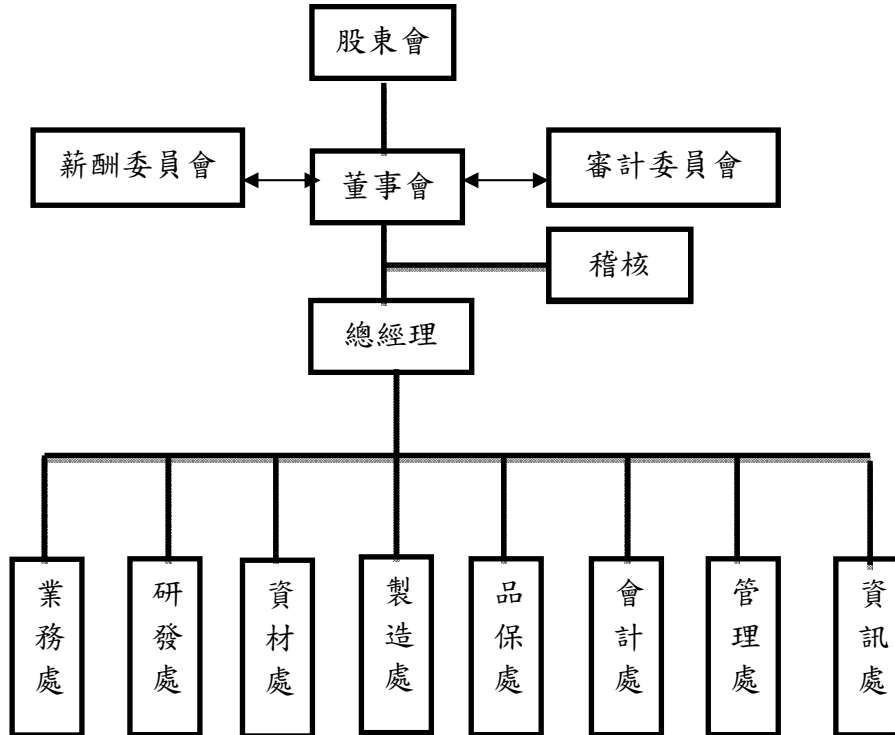 股東會
薪酬委員會
董事會
審計委員會
稽核
總經理
業務處
研發處
資材處
製造處
品保處
會計處
管理處
資訊處